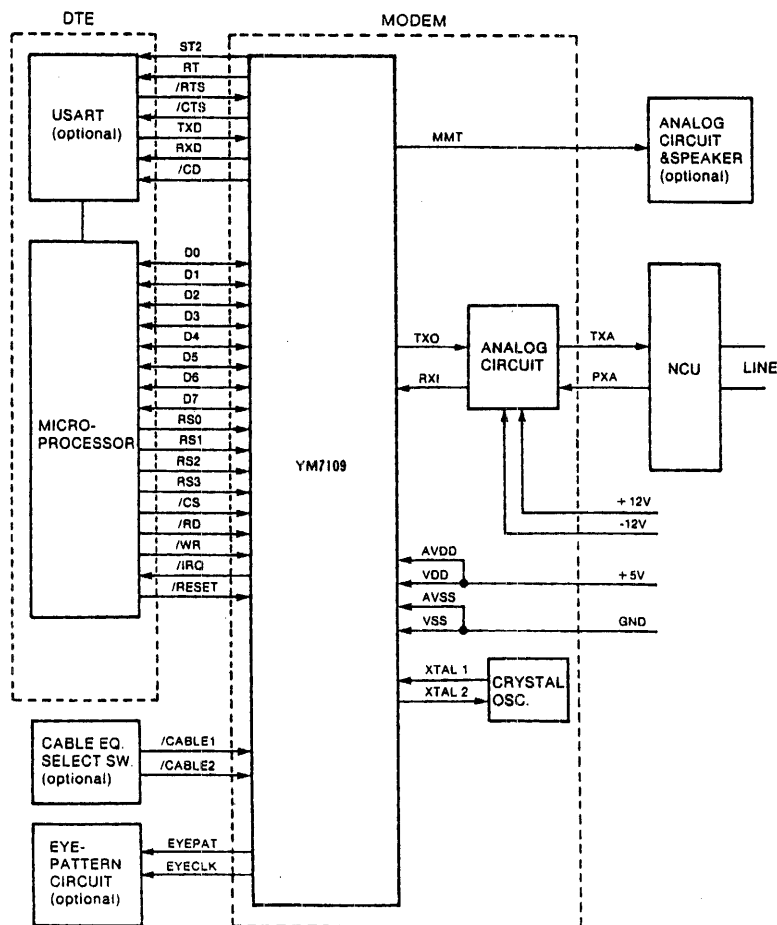 DTE
MODEM
ST2
RT
/RTS
/CTS
TXD
RXD
/CD
USART
(optional)
MMT
ANALOG
CIRCUIT
&SPEAKER
(optional)
D0
D1
D2
D3
D4
D5
D6
D7
RS0
RS1
RS2
RS3
/CS
/RD
/WR
/IRQ
/RESET
MICRO-
PROCESSOR
YM7109
TXO
RXI
ANALOG
CIRCUIT
TXA
PXA
NCU
LINE
+12V
-12V
AVDD
VDD
+5V
AVSS
VSS
GND
XTAL 1
XTAL 2
CRYSTAL
OSC.
CABLE EQ.
SELECT SW.
(optional)
/CABLE1
/CABLE2
EYE-
PATTERN
CIRCUIT
(optional)
EYEPAT
EYECLK